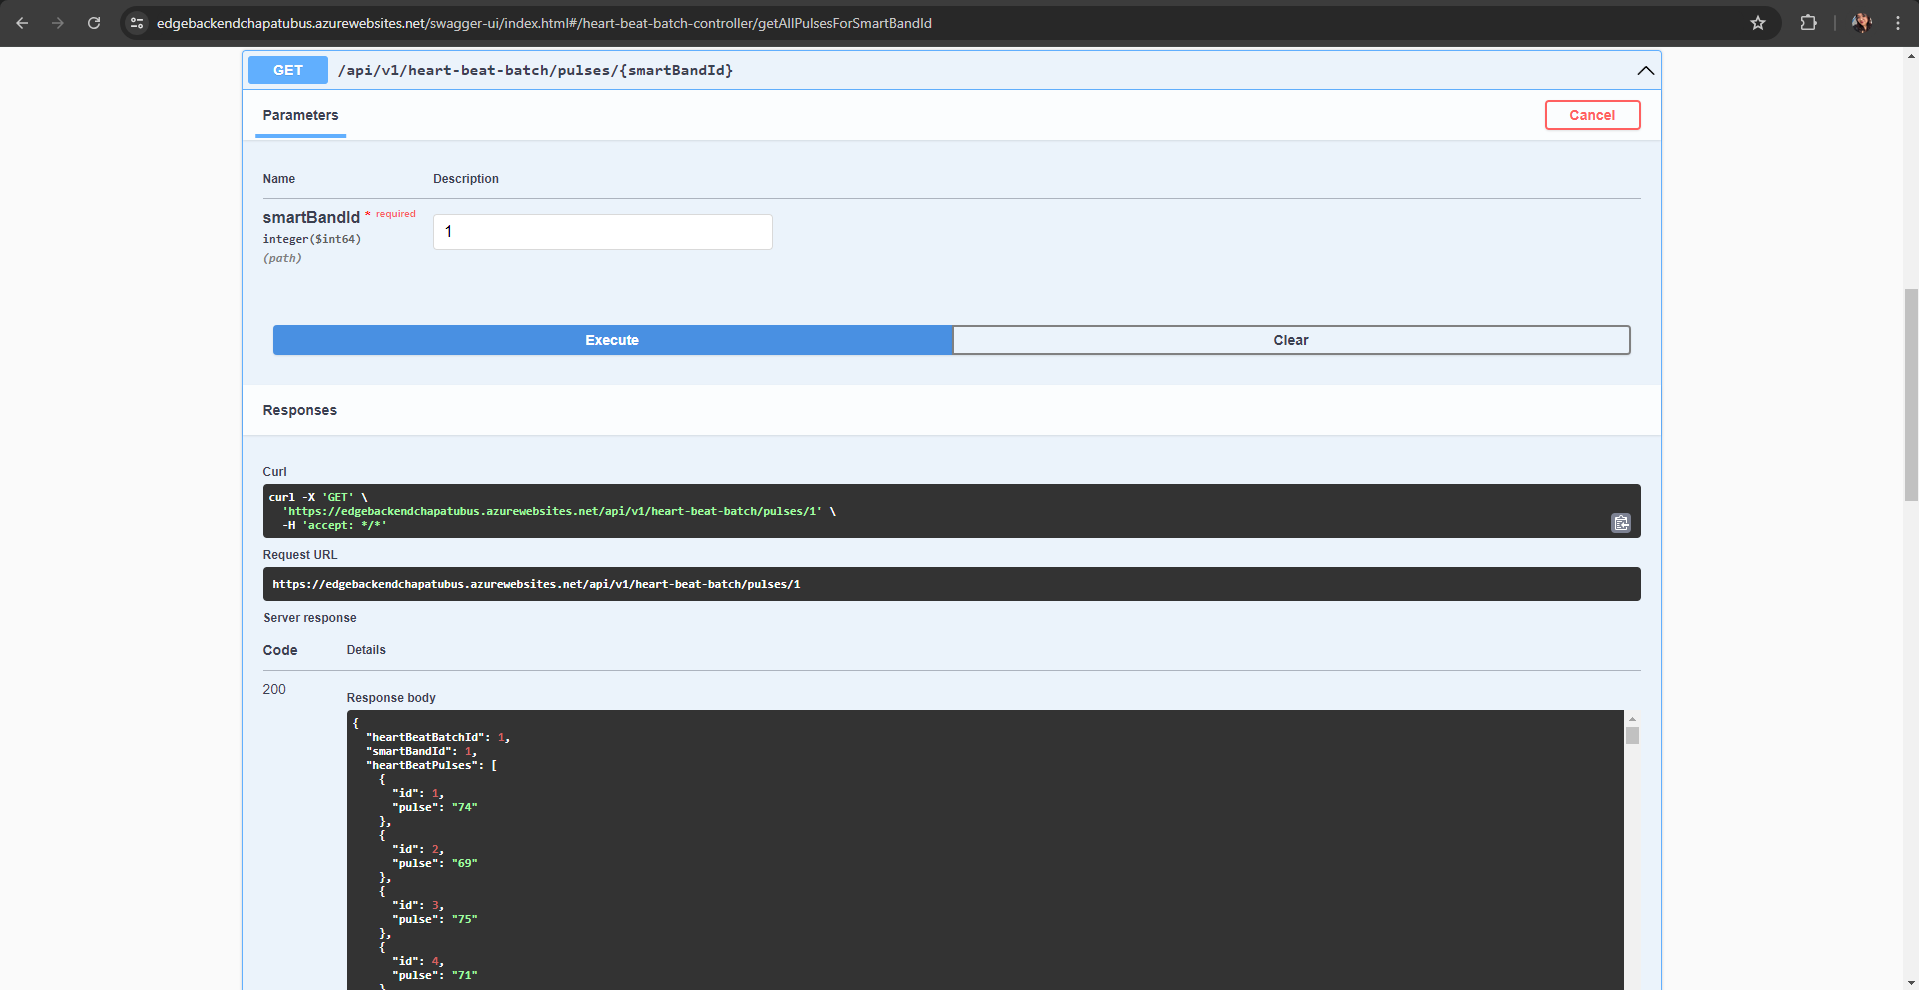 edgebackendchapatubus.azurewebsites.net/swagger-ui/index.html#/heart-beat-batch-controller/getAllPulsesForSmartBandId
GET /api/v1/heart-beat-batch/pulses/{smartBandId}
Parameters
Cancel
Name Description
smartBandId * required
integer($int64)
(path)
1
Execute Clear
Responses
Curl
curl -X 'GET' \
'https://edgebackendchapatubus.azurewebsites.net/api/v1/heart-beat-batch/pulses/1' \
-H 'accept: */*'
Request URL
https://edgebackendchapatubus.azurewebsites.net/api/v1/heart-beat-batch/pulses/1
Server response
Code Details
200
Response body
{
"heartBeatBatchId": 1,
"smartBandId": 1,
"heartBeatPulses": [
{
"id": 1,
"pulse": "74"
},
{
"id": 2,
"pulse": "69"
},
{
"id": 3,
"pulse": "75"
},
{
"id": 4,
"pulse": "71"
}